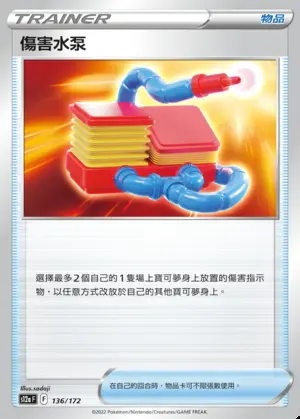 TRAINER
物品
傷害水泵
選擇最多2個自己的1隻場上寶可夢身上放置的傷害指示
物,以任意方式改放於自己的其他寶可夢身上。
Illus.sadaji
S12a F F 136/172
在自己的回合時,物品卡可不限張數使用。
©2022 Pokémon/Nintendo/Creatures/GAME FREAK.